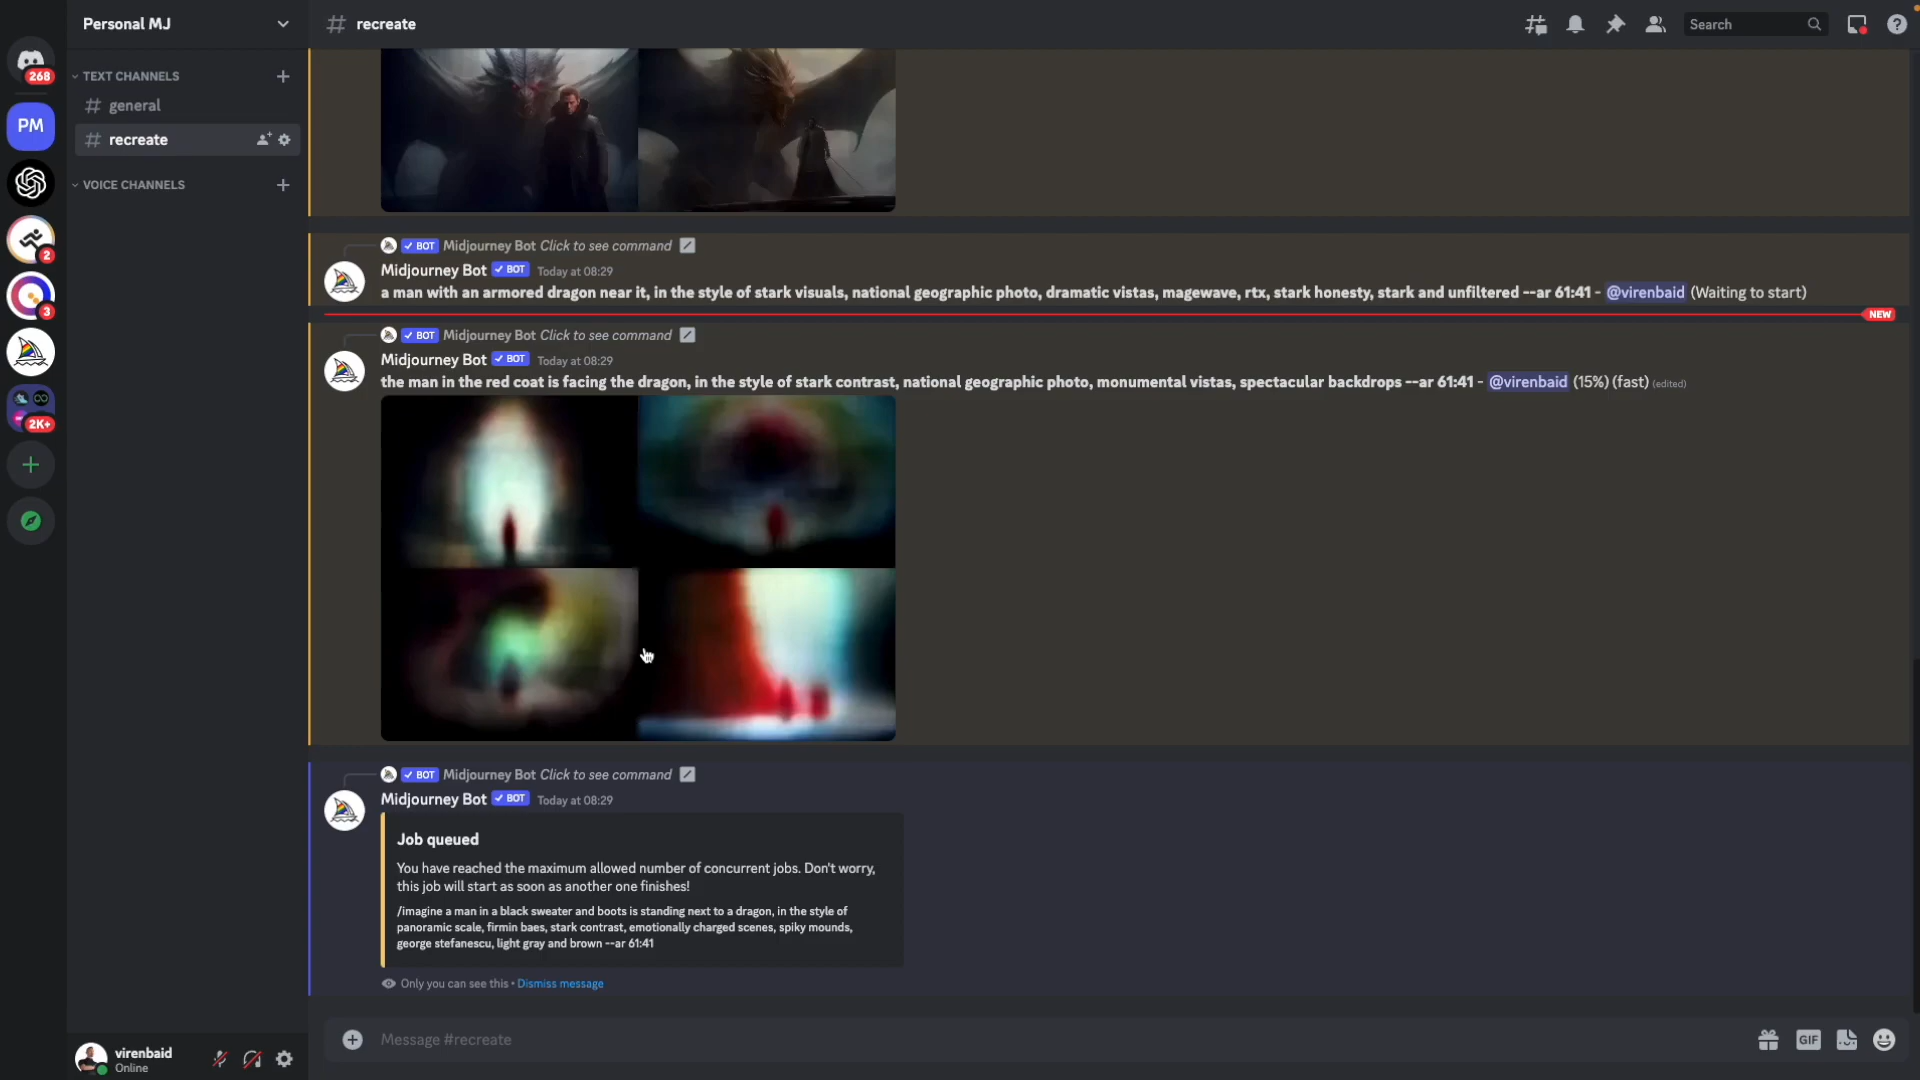 Personal MJ
recreate
Search
268
TEXT CHANNELS
general
PM
recreate
VOICE CHANNELS
2
3
2K+
BOT Midjourney Bot Click to see command
Midjourney Bot BOT Today at 08:29
a man with an armored dragon near it, in the style of stark visuals, national geographic photo, dramatic vistas, magewave, rtx, stark honesty, stark and unfiltered --ar 61:41 - @virenbaid (Waiting to start)
NEW
BOT Midjourney Bot Click to see command
Midjourney Bot BOT Today at 08:29
the man in the red coat is facing the dragon, in the style of stark contrast, national geographic photo, monumental vistas, spectacular backdrops --ar 61:41 - @virenbaid (15%) (fast) (edited)
BOT Midjourney Bot Click to see command
Midjourney Bot BOT Today at 08:29
Job queued
You have reached the maximum allowed number of concurrent jobs. Don't worry,
this job will start as soon as another one finishes!
/imagine a man in a black sweater and boots is standing next to a dragon, in the style of
panoramic scale, firmin baes, stark contrast, emotionally charged scenes, spiky mounds,
george stefanescu, light gray and brown --ar 61:41
Only you can see this • Dismiss message
Message #recreate
GIF
virenbaid
Online